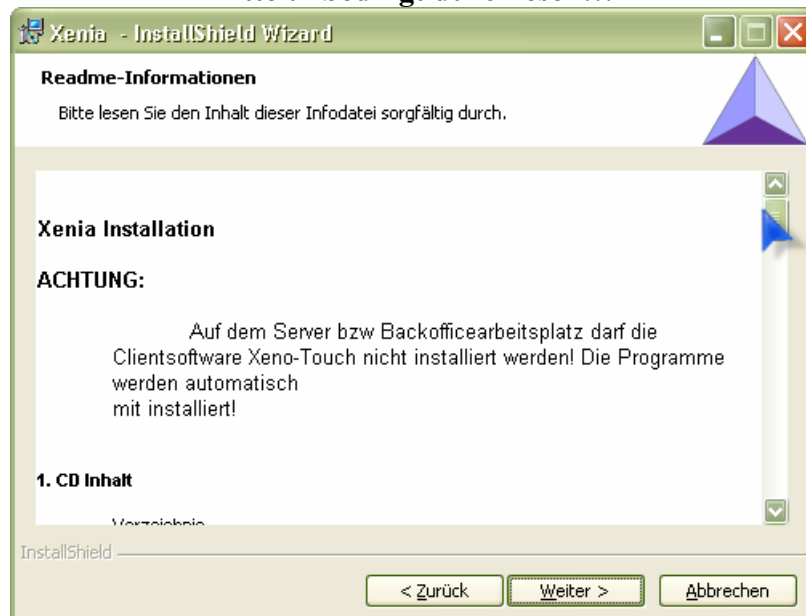 Xenia - InstallShield Wizard
Readme-Informationen
Bitte lesen Sie den Inhalt dieser Infodatei sorgfältig durch.
Xenia Installation
ACHTUNG:
Auf dem Server bzw Backofficearbeitsplatz darf die
Clientsoftware Xeno-Touch nicht installiert werden! Die Programme
werden automatisch
mit installiert!
1. CD Inhalt
Verzeichnis
InstallShield
< Zurück Weiter > Abbrechen